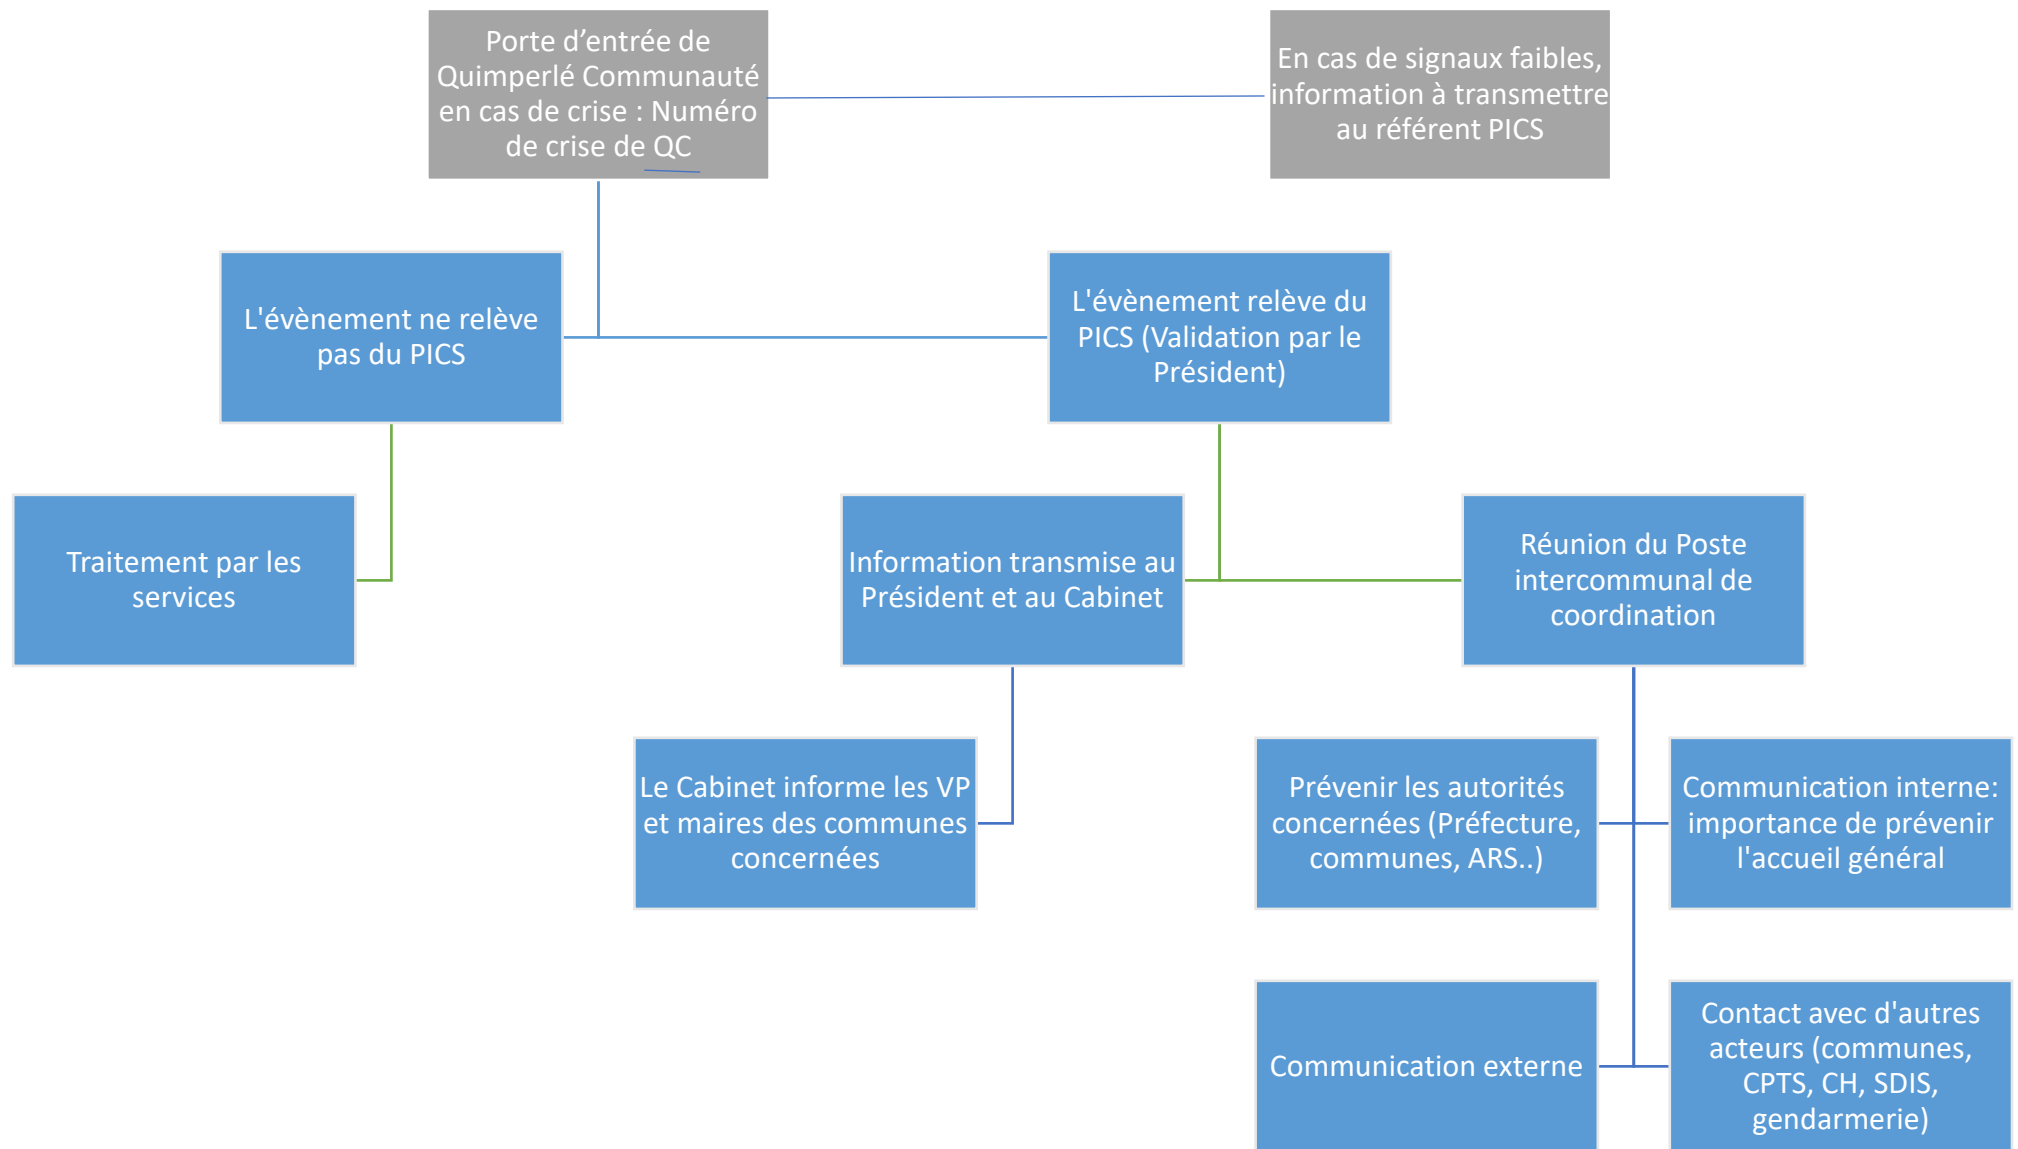 Porte d’entrée de
Quimperlé Communauté
en cas de crise : Numéro
de crise de QC
En cas de signaux faibles,
information à transmettre
au référent PICS
L'évènement ne relève
pas du PICS
L'évènement relève du
PICS (Validation par le
Président)
Traitement par les
services
Information transmise au
Président et au Cabinet
Réunion du Poste
intercommunal de
coordination
Le Cabinet informe les VP
et maires des communes
concernées
Prévenir les autorités
concernées (Préfecture,
communes, ARS..)
Communication interne:
importance de prévenir
l'accueil général
Communication externe
Contact avec d'autres
acteurs (communes,
CPTS, CH, SDIS,
gendarmerie)